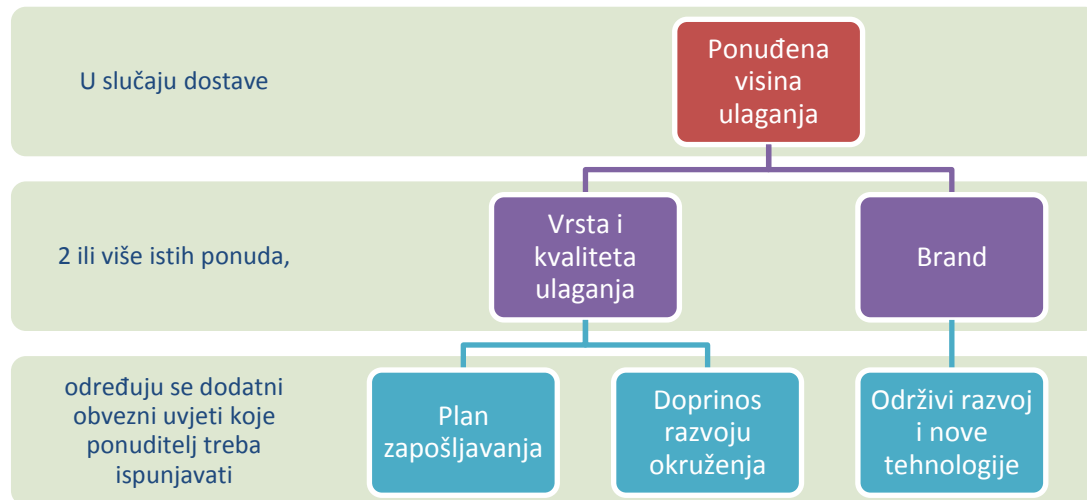 U slučaju dostave
Ponuđena
visina
ulaganja
2 ili više istih ponuda,
Vrsta i
kvaliteta
ulaganja
Brand
određuju se dodatni
obvezni uvjeti koje
ponuditelj treba
ispunjavati
Plan
zapošljavanja
Doprinos
razvoju
okruženja
Održivi razvoj
i nove
tehnologije